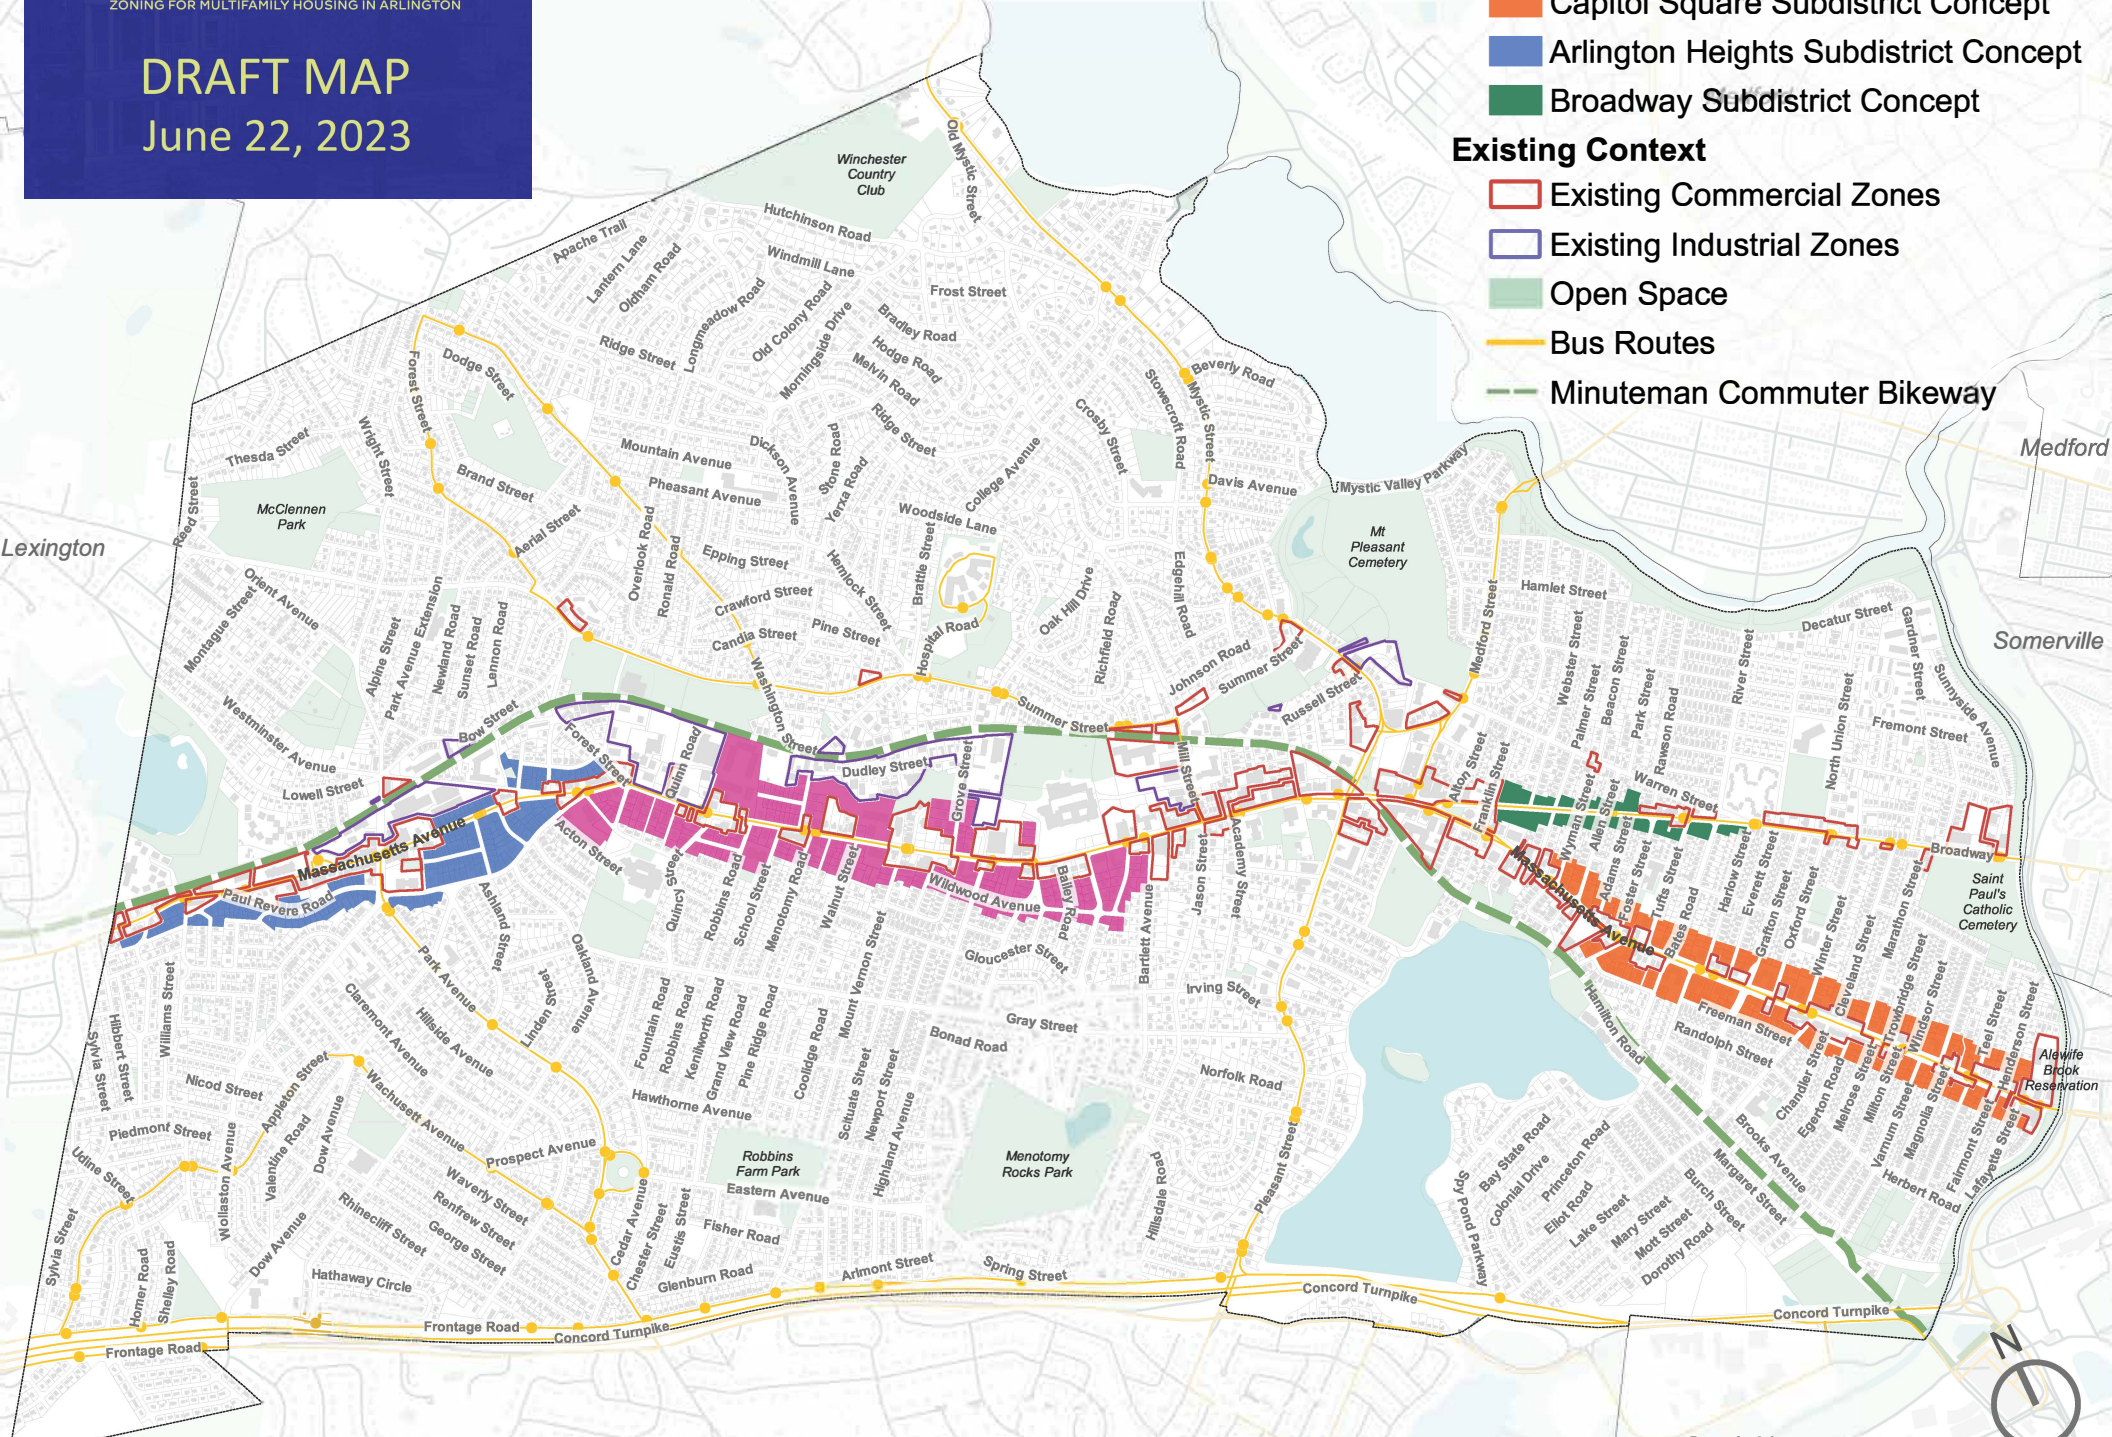 ZONING FOR MULTIFAMILY HOUSING IN ARLINGTON
DRAFT MAP
June 22, 2023
Capitol Square Subdistrict Concept
Arlington Heights Subdistrict Concept
Broadway Subdistrict Concept
Existing Context
Existing Commercial Zones
Existing Industrial Zones
Open Space
Bus Routes
Minuteman Commuter Bikeway
Medford
Medford
Lexington
Somerville
Winchester
Country
Club
Old Mystic Street
Hutchinson Road
Apache Trail
Lantern Lane
Oldham Road
Windmill Lane
Frost Street
Longmeadow Road
Old Colony Road
Morningside Drive
Bradley Road
Hodge Road
Melvin Road
Ridge Street
Ridge Street
Forest Street
Dodge Street
Beverly Road
Stowecroft Road
Mystic Street
Crosby Street
Thesda Street
Wright Street
Brand Street
Mountain Avenue
Pheasant Avenue
Dickson Avenue
Stone Road
Yerxa Road
College Avenue
Woodside Lane
Davis Avenue
Mystic Valley Parkway
Reed Street
McClennen
Park
Aerial Street
Overlook Road
Ronald Road
Epping Street
Crawford Street
Candia Street
Pine Street
Hemlock Street
Brattle Street
Hospital Road
Oak Hill Drive
Richfield Road
Edgehill Road
Mt
Pleasant
Cemetery
Hamlet Street
Medford Street
Decatur Street
Gardner Street
Sunnyside Avenue
Orient Avenue
Montague Street
Alpine Street
Park Avenue Extension
Newland Road
Sunset Road
Lennon Road
Westminster Avenue
Lowell Street
Bow Street
Forest Street
Washington Street
Quinn Road
Dudley Street
Grove Street
Summer Street
Johnson Road
Summer Street
Russell Street
Mill Street
Webster Street
Palmer Street
Beacon Street
Park Street
Rawson Road
River Street
North Union Street
Fremont Street
Alton Street
Franklin Street
Wyman Street
Allen Street
Warren Street
Broadway
Massachusetts Avenue
Paul Revere Road
Acton Street
Ashland Street
Quincy Street
Robbins Road
School Street
Menotomy Road
Walnut Street
Wildwood Avenue
Bailey Road
Bartlett Avenue
Jason Street
Academy Street
Massachusetts Avenue
Adams Street
Foster Street
Tufts Street
Bates Road
Harlow Street
Everett Street
Grafton Street
Oxford Street
Winter Street
Cleveland Street
Marathon Street
Trowbridge Street
Windsor Street
Teel Street
Henderson Street
Saint
Paul's
Catholic
Cemetery
Alewife
Brook
Reservation
Park Avenue
Oakland Avenue
Linden Street
Mount Vernon Street
Gloucester Street
Irving Street
Gray Street
Bonad Road
Norfolk Road
Williams Street
Hibbert Street
Sylvia Street
Claremont Avenue
Hillside Avenue
Fountain Road
Robbins Road
Kenilworth Road
Grand View Road
Pine Ridge Road
Coolidge Road
Scituate Street
Newport Street
Highland Avenue
Hawthorne Avenue
Hamilton Road
Freeman Street
Randolph Street
Chandler Street
Egerton Road
Melrose Street
Milton Street
Varnum Street
Magnolia Street
Fairmont Street
Lafayette Street
Herbert Road
Brooks Avenue
Margaret Street
Burch Street
Nicod Street
Appleton Street
Wachusett Avenue
Piedmont Street
Udine Street
Wollaston Avenue
Valentine Road
Dow Avenue
Prospect Avenue
Robbins
Farm Park
Menotomy
Rocks Park
Eastern Avenue
Hillsdale Road
Pleasant Street
Spy Pond Parkway
Bay State Road
Colonial Drive
Princeton Road
Eliot Road
Lake Street
Mary Street
Mott Street
Dorothy Road
Sylvia Street
Homer Road
Shelley Road
Dow Avenue
Rhinecliff Street
Waverly Street
Renfrew Street
George Street
Cedar Avenue
Chester Street
Eustis Street
Fisher Road
Glenburn Road
Arlmont Street
Spring Street
Hathaway Circle
Frontage Road
Concord Turnpike
Concord Turnpike
Concord Turnpike
Frontage Road
N